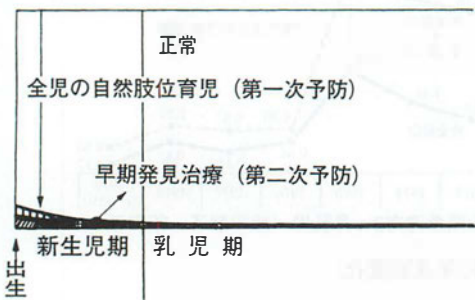 正常
全児の自然肢位育児（第一次予防）
早期発見治療（第二次予防）
新生児期
乳児期
出生